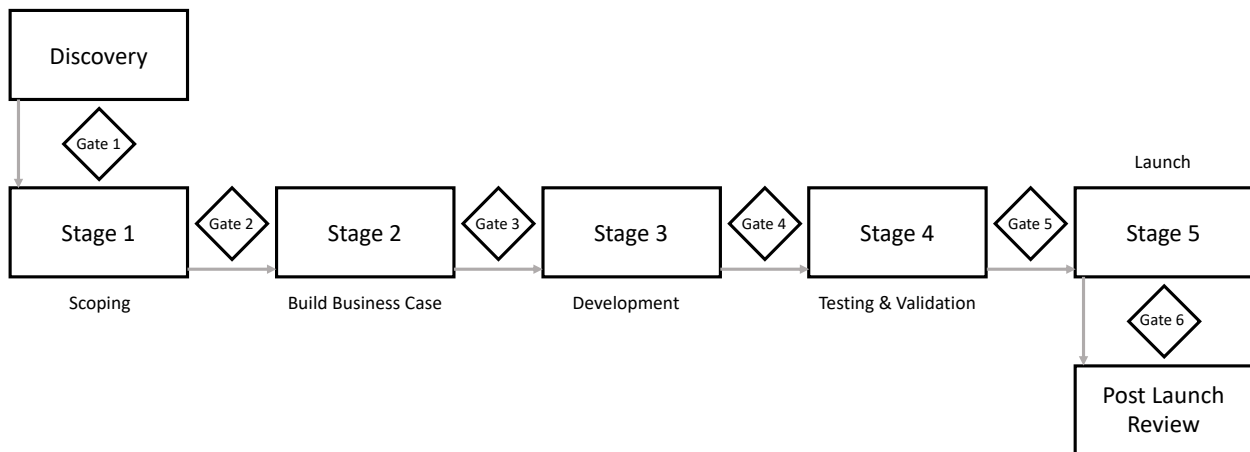 Discovery
Gate 1
Launch
Stage 1
Gate 2
Stage 2
Gate 3
Stage 3
Gate 4
Stage 4
Gate 5
Stage 5
Scoping
Build Business Case
Development
Testing & Validation
Gate 6
Post Launch
Review